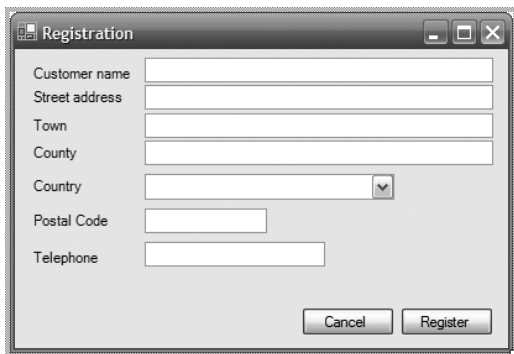 Registration
Customer name
Street address
Town
County
Country
Postal Code
Telephone
Cancel Register